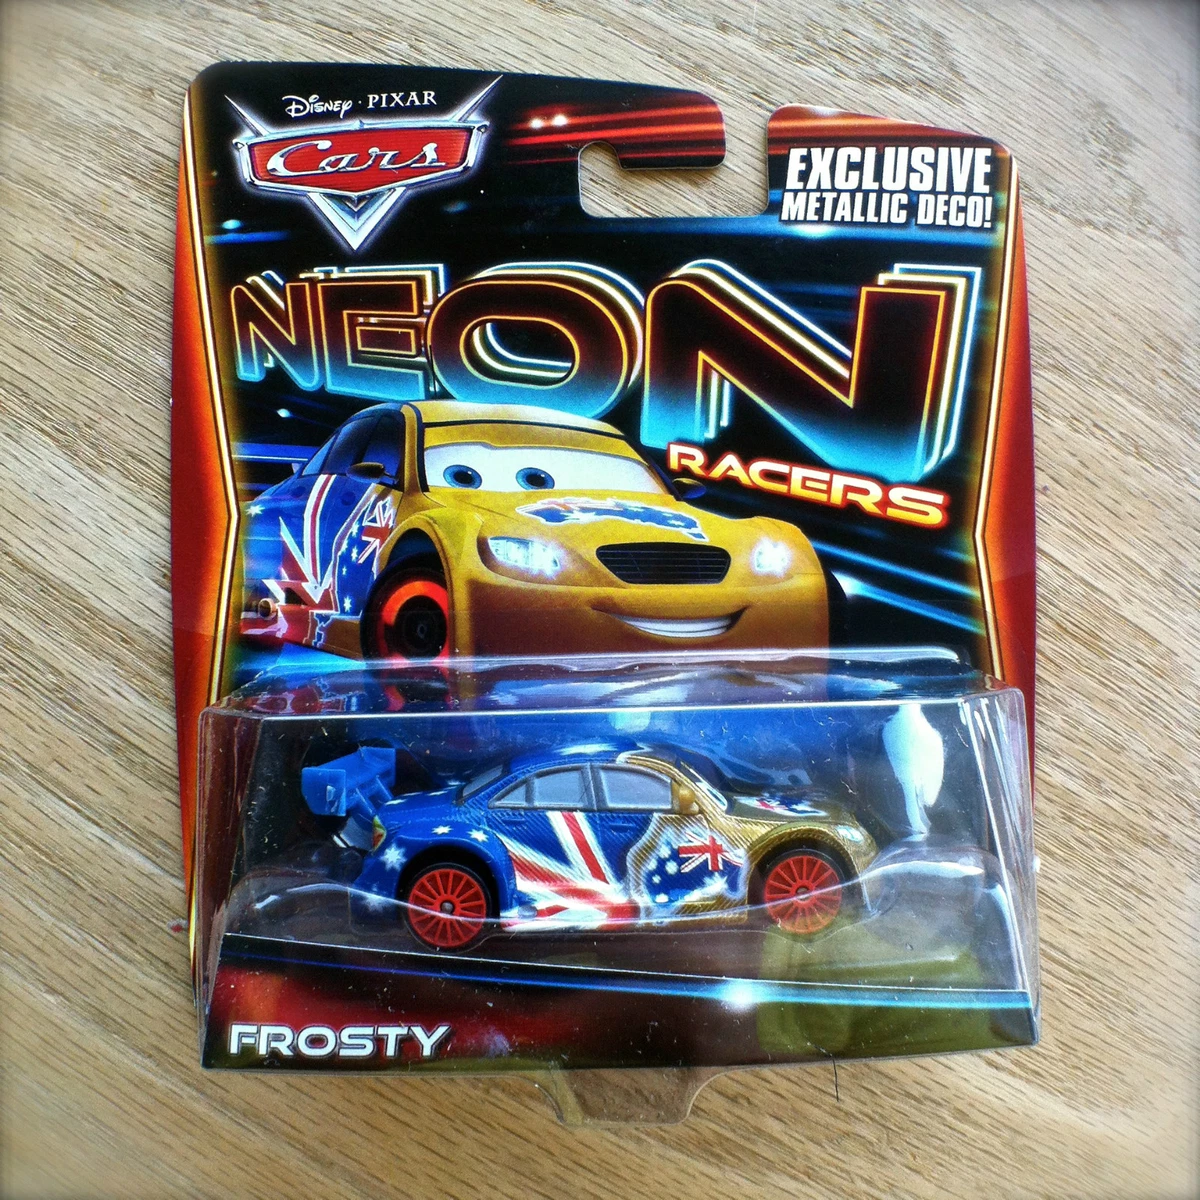 Disney · PIXAR
Cars
EXCLUSIVE
METALLIC DECO!
NEON
RACERS
FROSTY